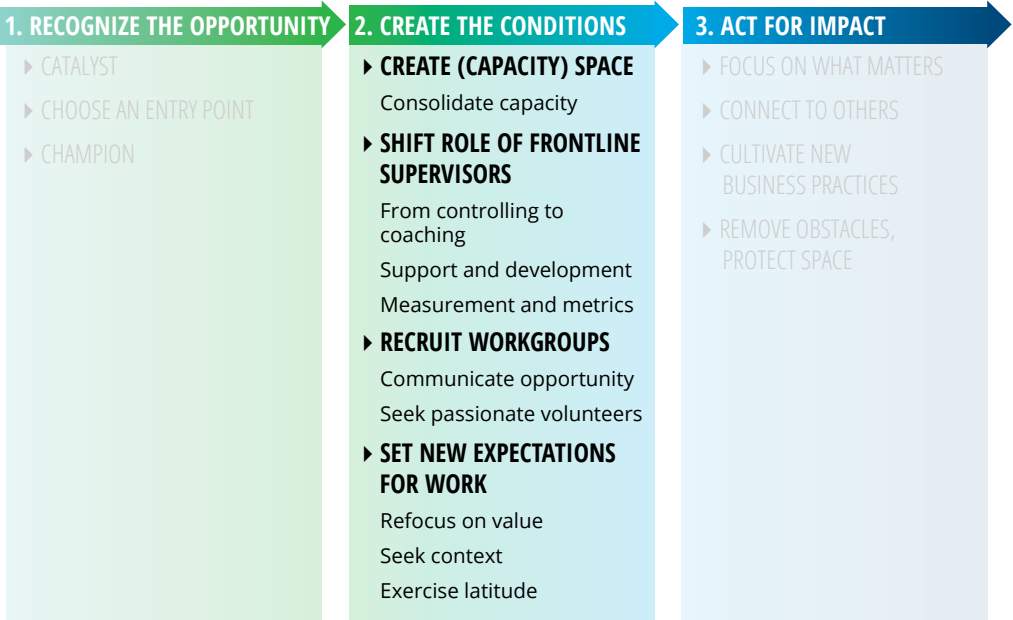 1. RECOGNIZE THE OPPORTUNITY
CATALYST
CHOOSE AN ENTRY POINT
CHAMPION
2. CREATE THE CONDITIONS
CREATE (CAPACITY) SPACE
Consolidate capacity
SHIFT ROLE OF FRONTLINE
SUPERVISORS
From controlling to
coaching
Support and development
Measurement and metrics
RECRUIT WORKGROUPS
Communicate opportunity
Seek passionate volunteers
SET NEW EXPECTATIONS
FOR WORK
Refocus on value
Seek context
Exercise latitude
3. ACT FOR IMPACT
FOCUS ON WHAT MATTERS
CONNECT TO OTHERS
CULTIVATE NEW
BUSINESS PRACTICES
REMOVE OBSTACLES,
PROTECT SPACE